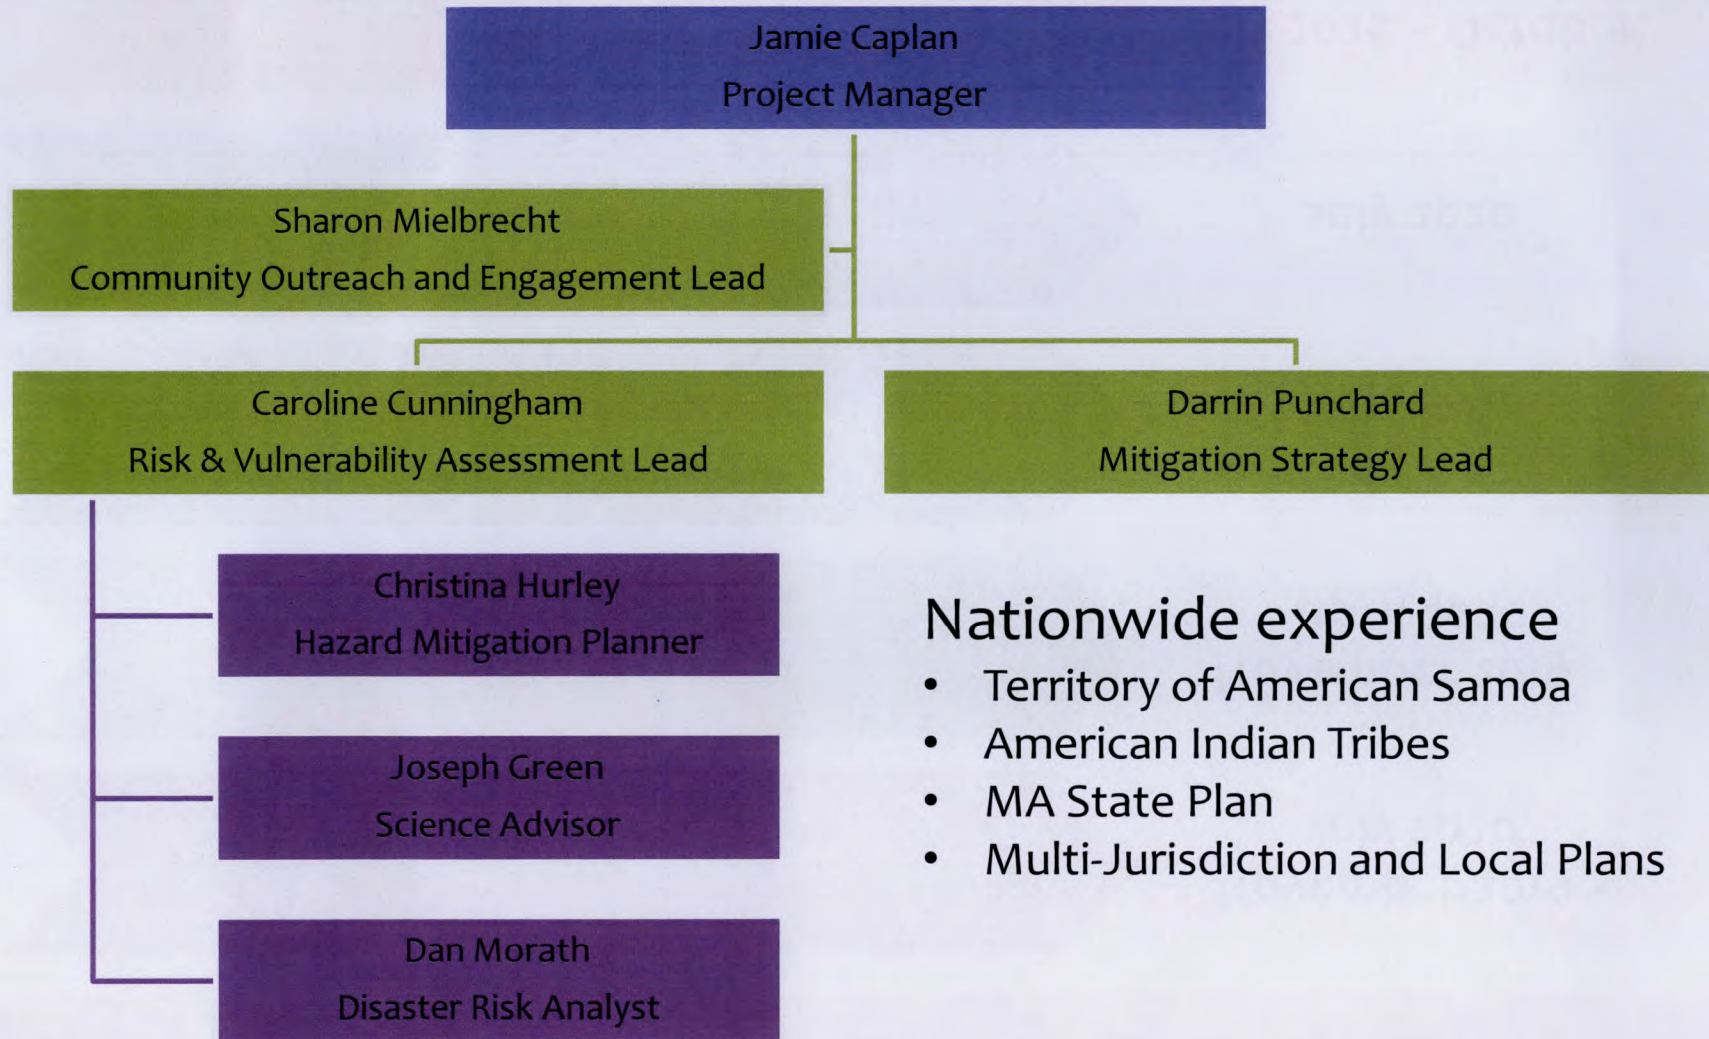 Jamie Caplan
Project Manager
Sharon Mielbrecht
Community Outreach and Engagement Lead
Caroline Cunningham
Risk & Vulnerability Assessment Lead
Darrin Punchard
Mitigation Strategy Lead
Christina Hurley
Hazard Mitigation Planner
Joseph Green
Science Advisor
Dan Morath
Disaster Risk Analyst
Nationwide experience
• Territory of American Samoa
• American Indian Tribes
• MA State Plan
• Multi-Jurisdiction and Local Plans